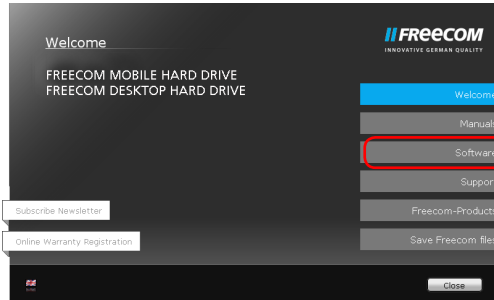 Welcome
FREECOM
INNOVATIVE GERMAN QUALITY
FREECOM MOBILE HARD DRIVE
FREECOM DESKTOP HARD DRIVE
Welcome
Manuals
Software
Suppor
Freecom-Products
Save Freecom files
Subscribe Newsletter
Online Warranty Registration
Close